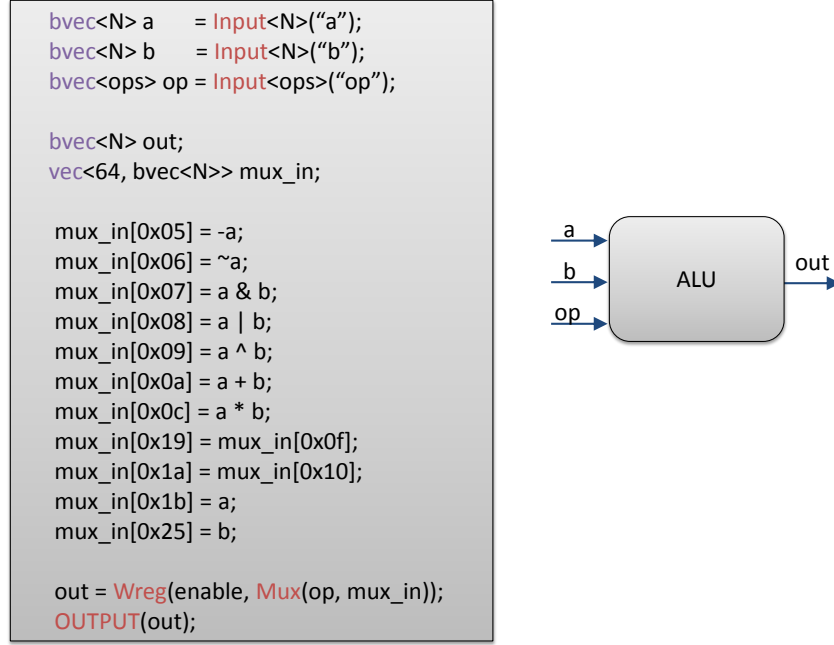 bvec<N> a = Input<N>(“a”);
bvec<N> b = Input<N>(“b”);
bvec<ops> op = Input<ops>(“op”);
bvec<N> out;
vec<64, bvec<N>> mux_in;
mux_in[0x05] = -a;
mux_in[0x06] = ~a;
mux_in[0x07] = a & b;
mux_in[0x08] = a | b;
mux_in[0x09] = a ^ b;
mux_in[0x0a] = a + b;
mux_in[0x0c] = a * b;
mux_in[0x19] = mux_in[0x0f];
mux_in[0x1a] = mux_in[0x10];
mux_in[0x1b] = a;
mux_in[0x25] = b;
out = Wreg(enable, Mux(op, mux_in));
OUTPUT(out);
a
b
op
ALU
out